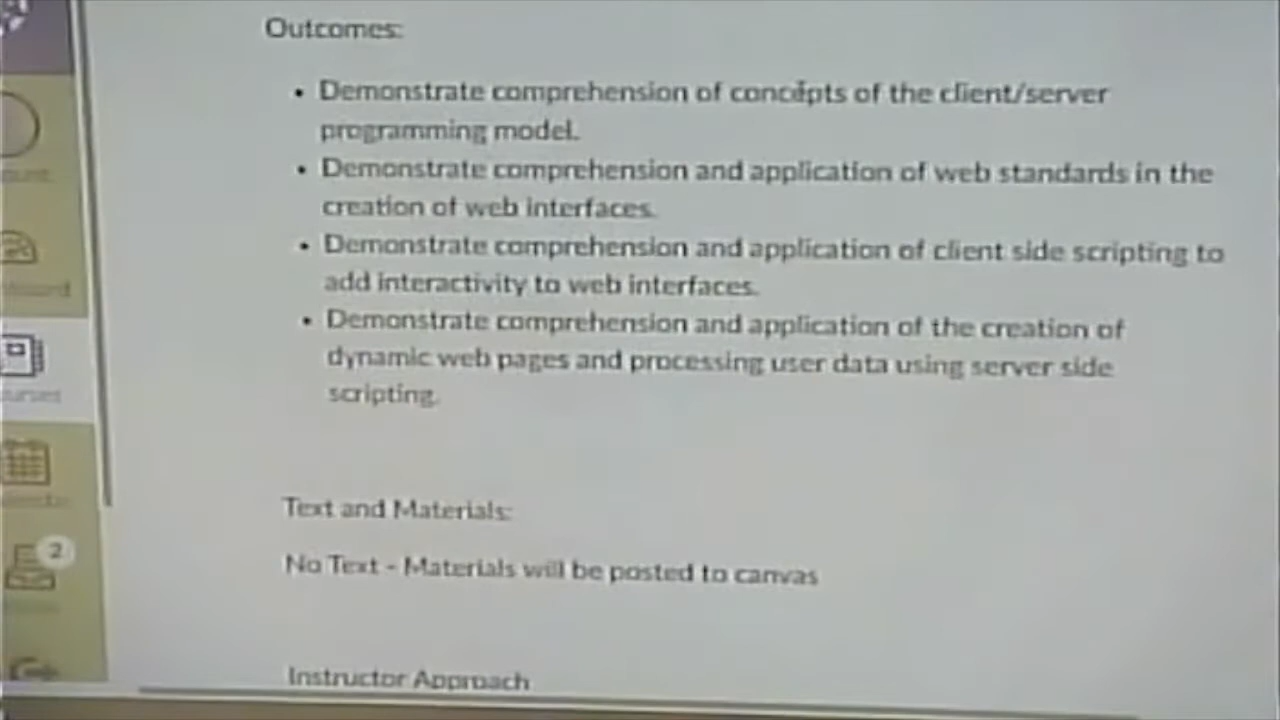 Outcomes:
• Demonstrate comprehension of concepts of the client/server
programming model.
• Demonstrate comprehension and application of web standards in the
creation of web interfaces.
• Demonstrate comprehension and application of client side scripting to
add interactivity to web interfaces.
• Demonstrate comprehension and application of the creation of
dynamic web pages and processing user data using server side
scripting.
Text and Materials:
No Text - Materials will be posted to canvas
2
Instructor Approach